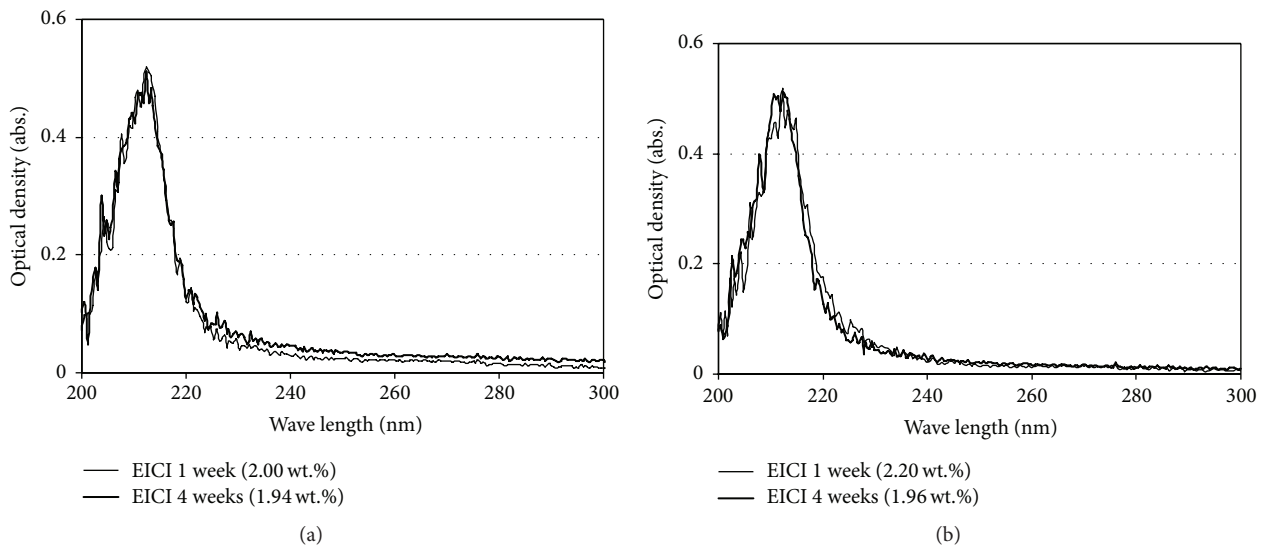 0.6
0.4
0.2
0
Optical density (abs.)
200 220 240 260 280 300
Wave length (nm)
EICI 1 week (2.00 wt.%)
EICI 4 weeks (1.94 wt.%)
(a)
0.6
0.4
0.2
0
Optical density (abs.)
200 220 240 260 280 300
Wave length (nm)
EICI 1 week (2.20 wt.%)
EICI 4 weeks (1.96 wt.%)
(b)